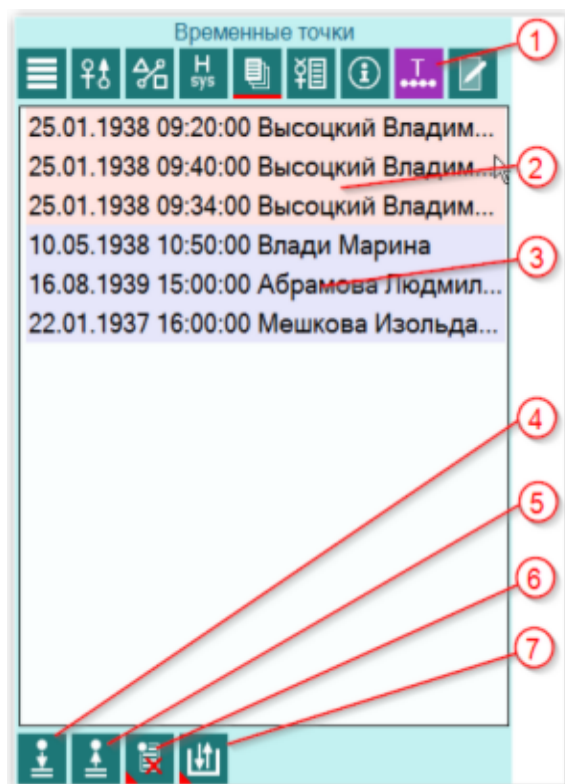 Временные точки
1
H
sys
T
25.01.1938 09:20:00 Высоцкий Владим...
25.01.1938 09:40:00 Высоцкий Владим...
2
25.01.1938 09:34:00 Высоцкий Владим...
10.05.1938 10:50:00 Влади Марина
3
16.08.1939 15:00:00 Абрамова Людмил...
22.01.1937 16:00:00 Мешкова Изольда...
4
5
6
7